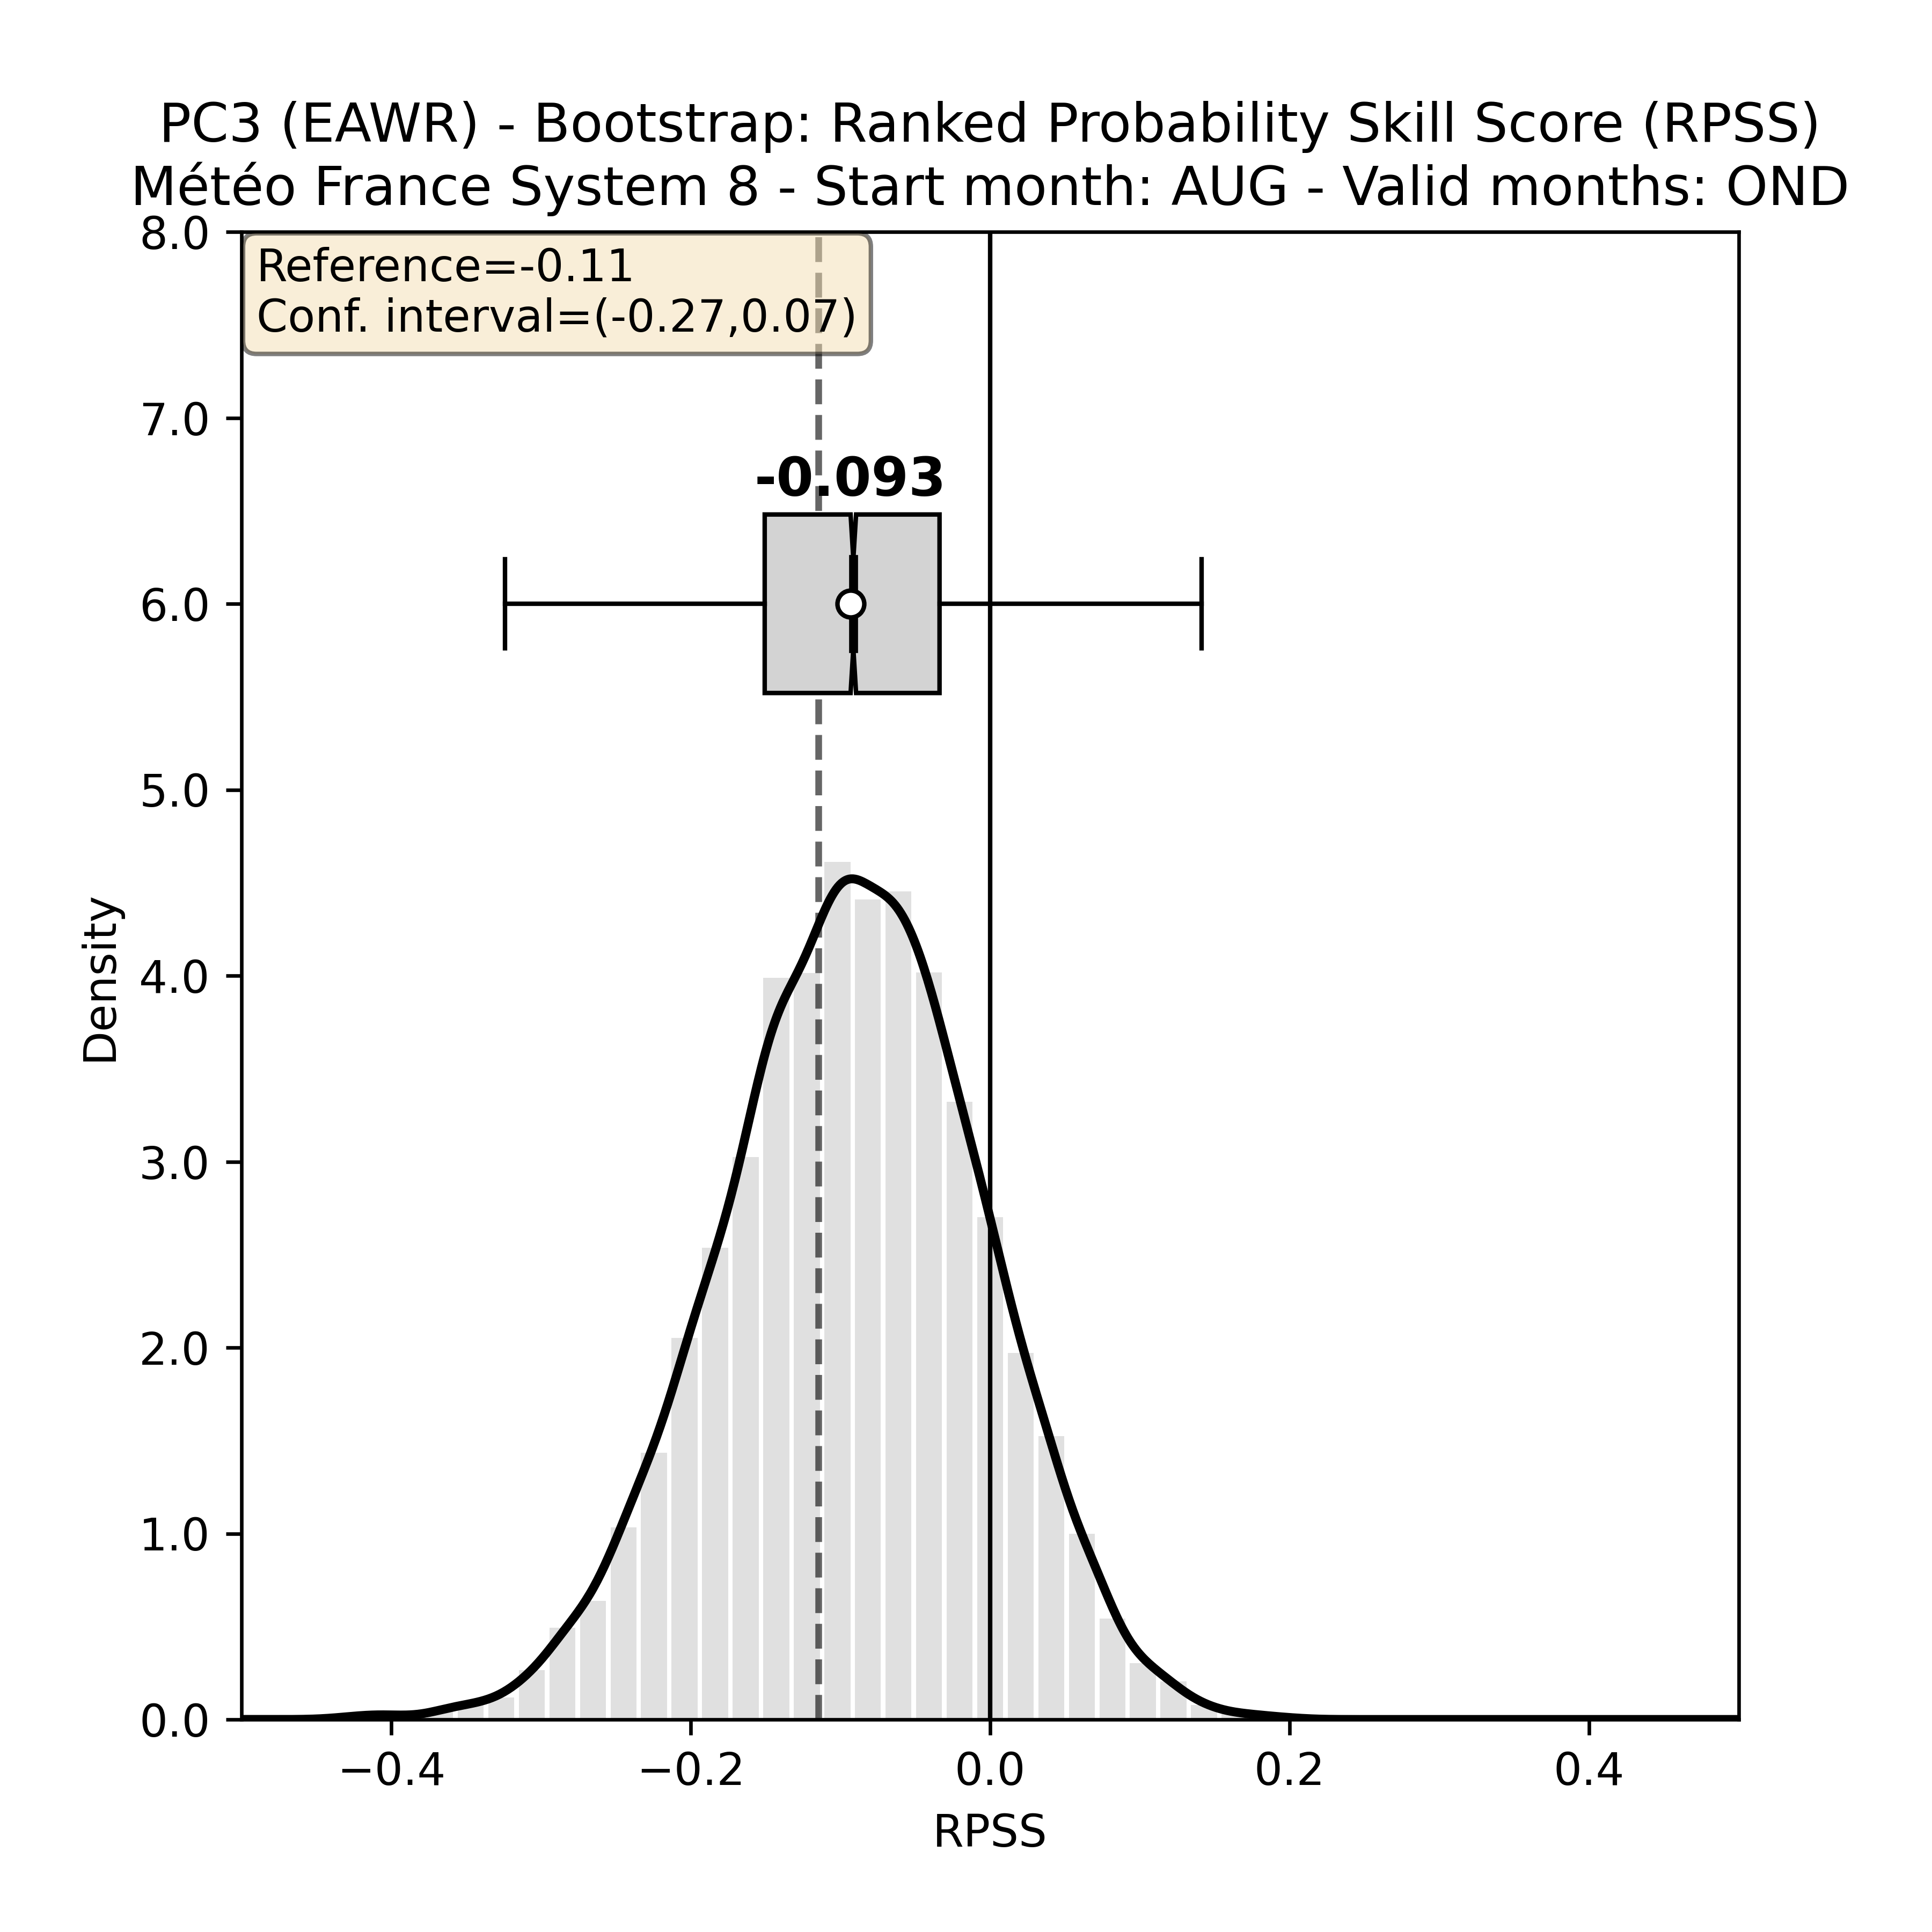 PC3 (EAWR) - Bootstrap: Ranked Probability Skill Score (RPSS)
Météo France System 8 - Start month: AUG - Valid months: OND
Reference=-0.11
Conf. interval=(-0.27,0.07)
-0.093
8.0
7.0
6.0
5.0
4.0
3.0
2.0
1.0
0.0
Density
−0.4 −0.2 0.0 0.2 0.4
RPSS